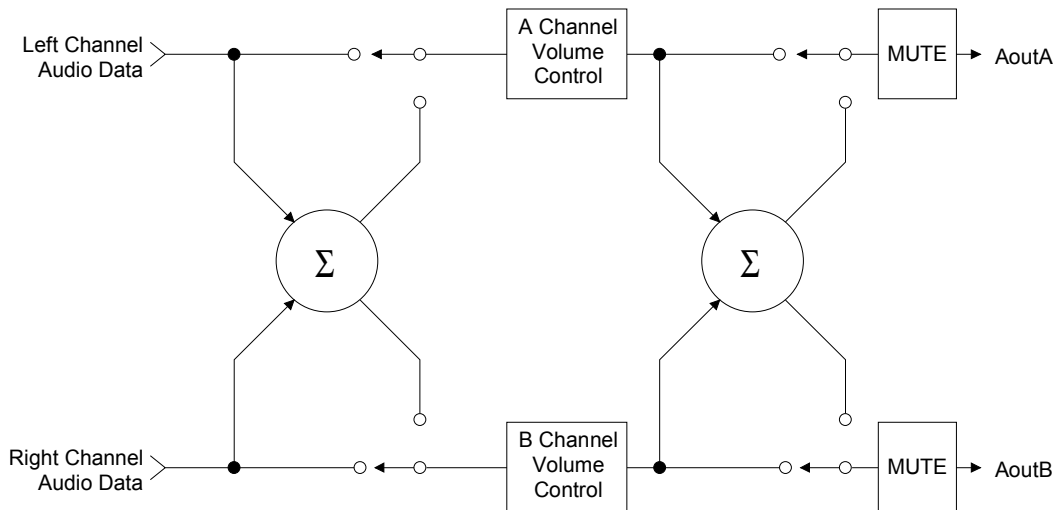 Left Channel
Audio Data
A Channel
Volume
Control
MUTE
AoutA
Σ
Σ
Right Channel
Audio Data
B Channel
Volume
Control
MUTE
AoutB